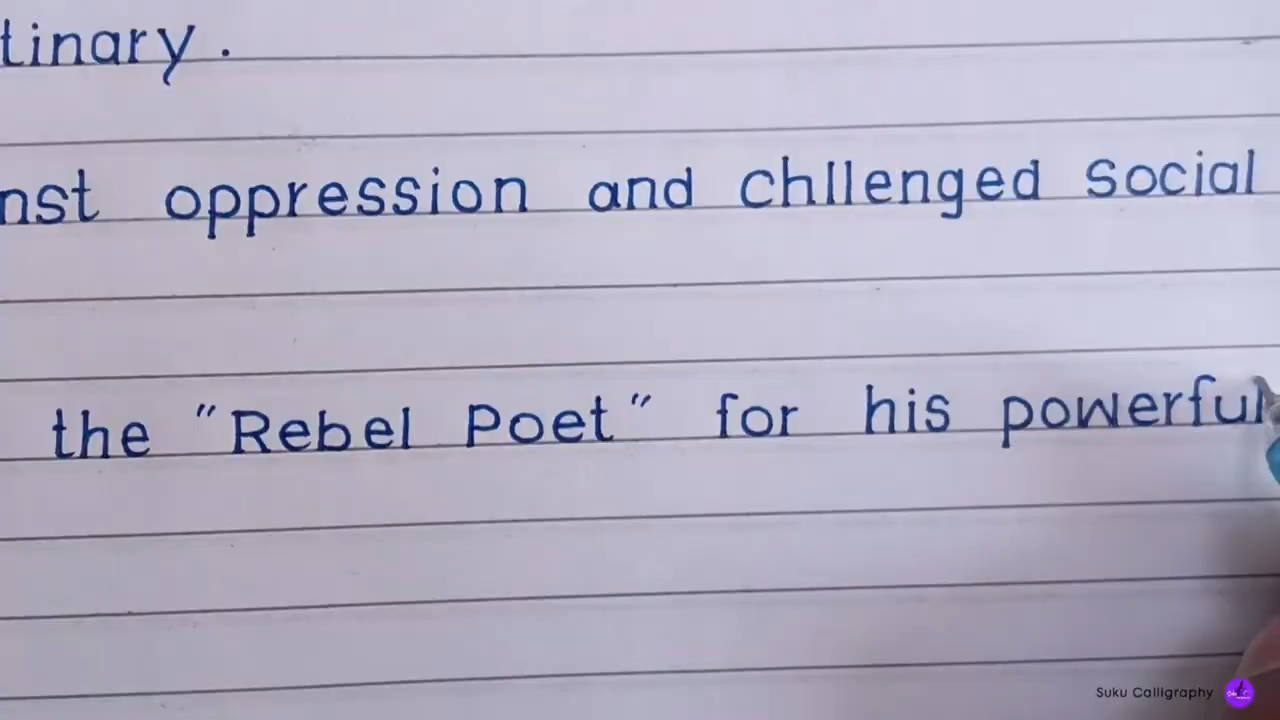 tinary.
nst oppression and chllenged social
the "Rebel Poet" for his powerful
Suku Calligraphy